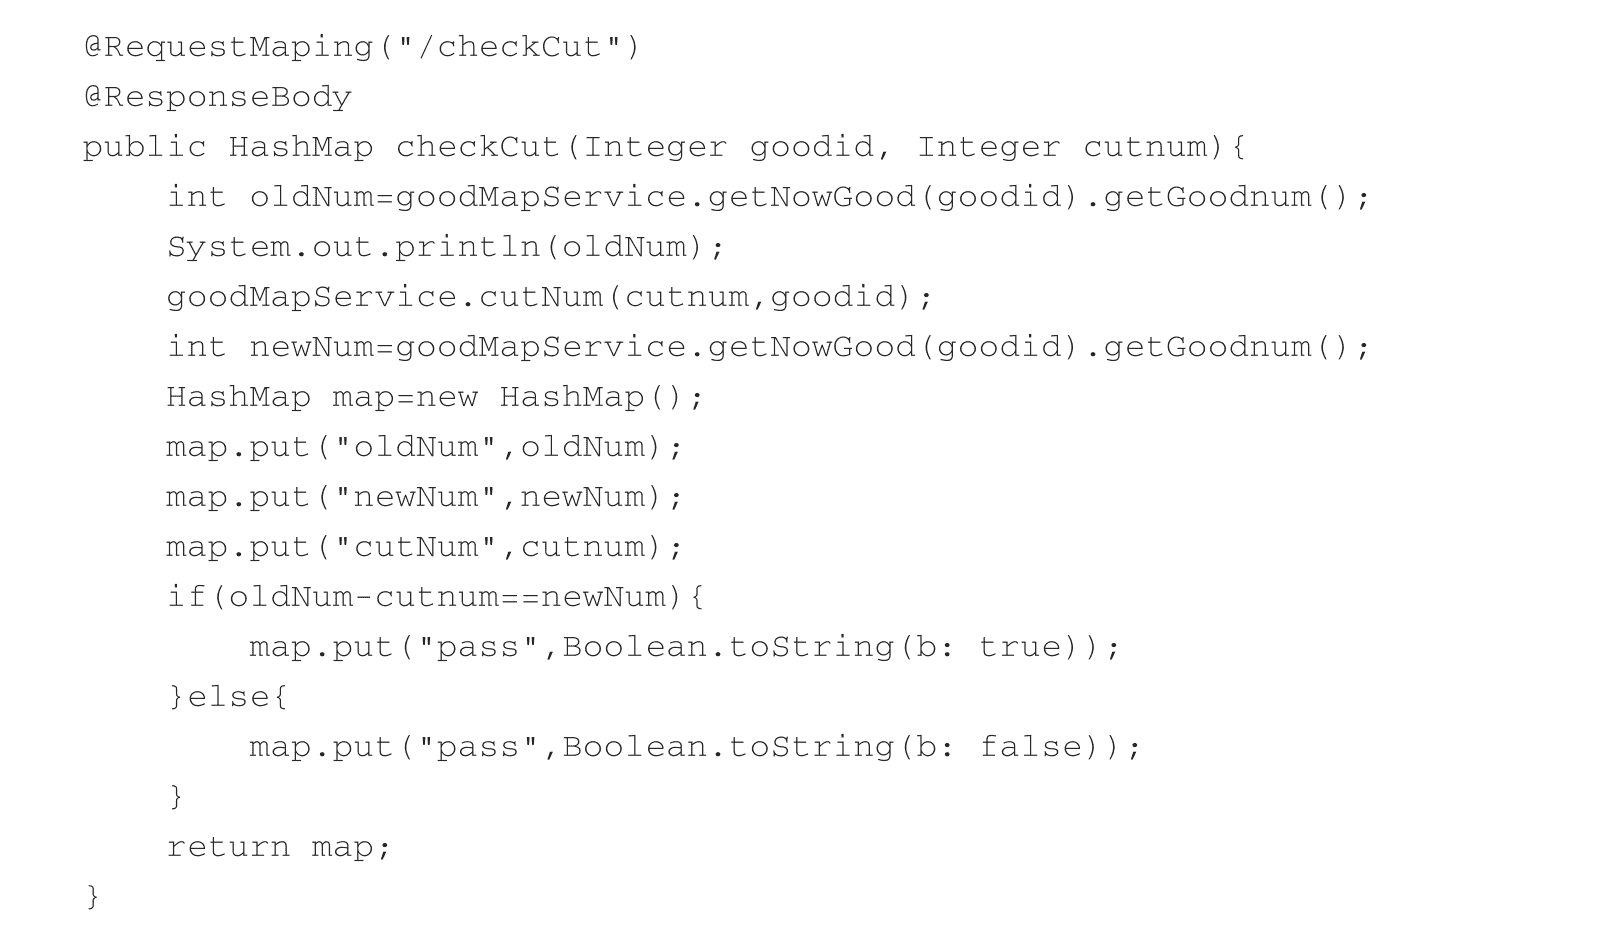 @RequestMaping("/checkCut")
@ResponseBody
public HashMap checkCut(Integer goodid, Integer cutnum){
    int oldNum=goodMapService.getNowGood(goodid).getGoodnum();
    System.out.println(oldNum);
    goodMapService.cutNum(cutnum,goodid);
    int newNum=goodMapService.getNowGood(goodid).getGoodnum();
    HashMap map=new HashMap();
    map.put("oldNum",oldNum);
    map.put("newNum",newNum);
    map.put("cutNum",cutnum);
    if(oldNum-cutnum==newNum){
        map.put("pass",Boolean.toString(b: true));
    }else{
        map.put("pass",Boolean.toString(b: false));
    }
    return map;
}